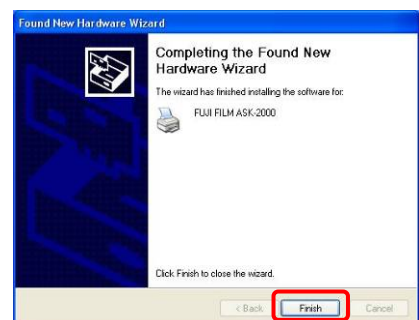 Found New Hardware Wizard
Completing the Found New
Hardware Wizard
The wizard has finished installing the software for:
FUJI FILM ASK-2000
Click Finish to close the wizard.
< Back
Finish
Cancel